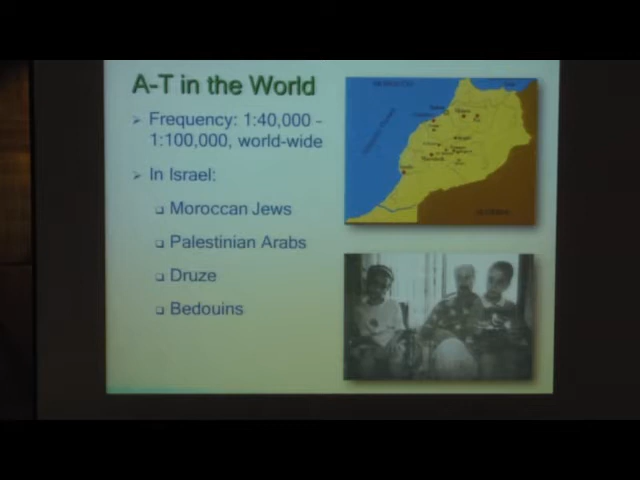 A-T in the World
Frequency: 1:40,000 -
1:100,000, world-wide
In Israel:
Moroccan Jews
Palestinian Arabs
Druze
Bedouins
ALGERIA